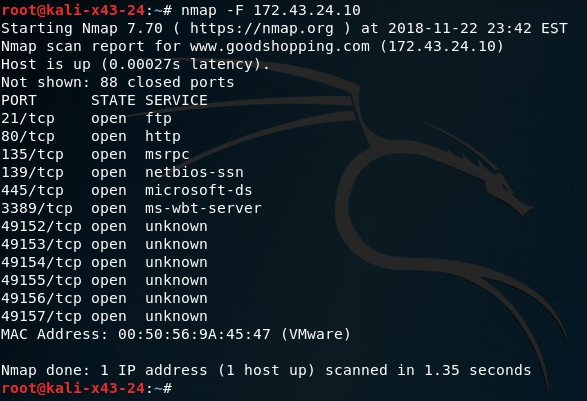 root@kali-x43-24:~# nmap -F 172.43.24.10
Starting Nmap 7.70 ( https://nmap.org ) at 2018-11-22 23:42 EST
Nmap scan report for www.goodshopping.com (172.43.24.10)
Host is up (0.00027s latency).
Not shown: 88 closed ports
PORT      STATE SERVICE
21/tcp    open  ftp
80/tcp    open  http
135/tcp   open  msrpc
139/tcp   open  netbios-ssn
445/tcp   open  microsoft-ds
3389/tcp  open  ms-wbt-server
49152/tcp open  unknown
49153/tcp open  unknown
49154/tcp open  unknown
49155/tcp open  unknown
49156/tcp open  unknown
49157/tcp open  unknown
MAC Address: 00:50:56:9A:45:47 (VMware)
Nmap done: 1 IP address (1 host up) scanned in 1.35 seconds
root@kali-x43-24:~#